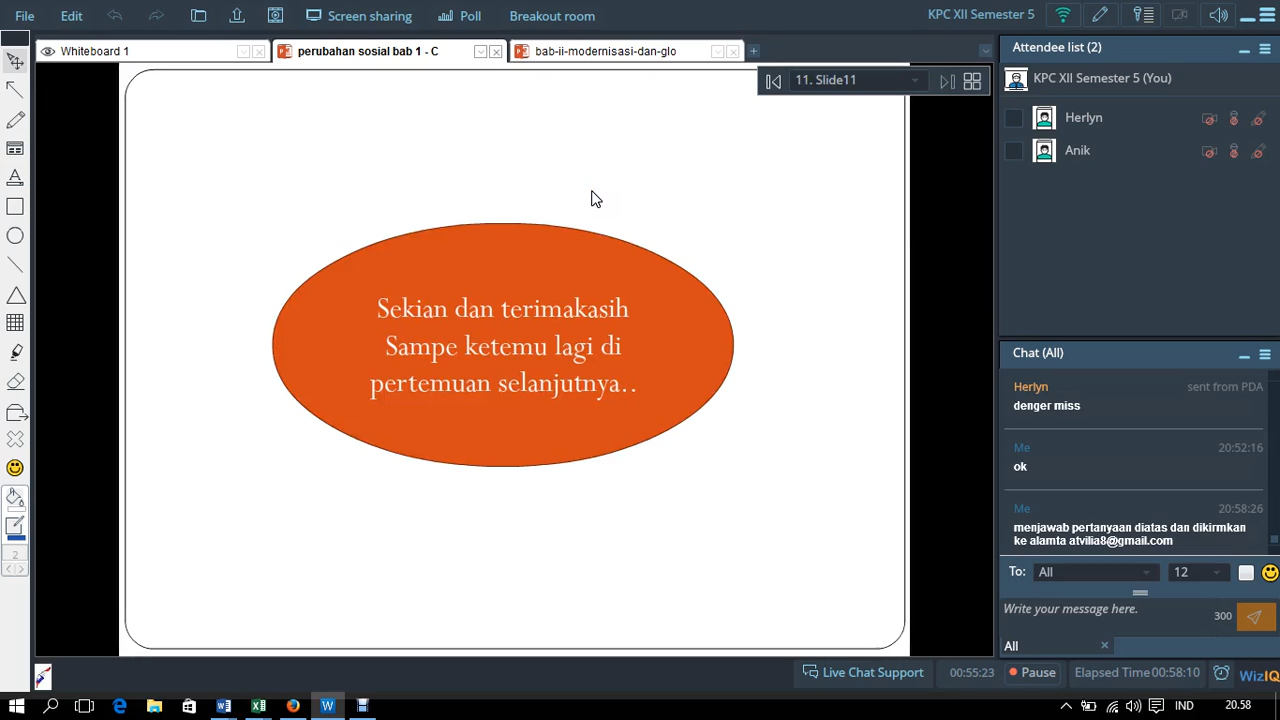 File Edit Screen sharing Poll Breakout room KPC XII Semester 5
Whiteboard 1 perubahan sosial bab 1 - C bab-ii-modernisasi-dan-glo
11. Slide11
Sekian dan terimakasih
Sampe ketemu lagi di
pertemuan selanjutnya..
Attendee list (2)
KPC XII Semester 5 (You)
Herlyn
Anik
Chat (All)
Herlyn sent from PDA
denger miss
Me 20:52:16
ok
Me 20:58:26
menjawab pertanyaan diatas dan dikirmkan
ke alamta atvilia8@gmail.com
To: All 12
Write your message here. 300
All
2
Live Chat Support 00:55:23 Pause Elapsed Time 00:58:10 WizIQ
IND 20.58